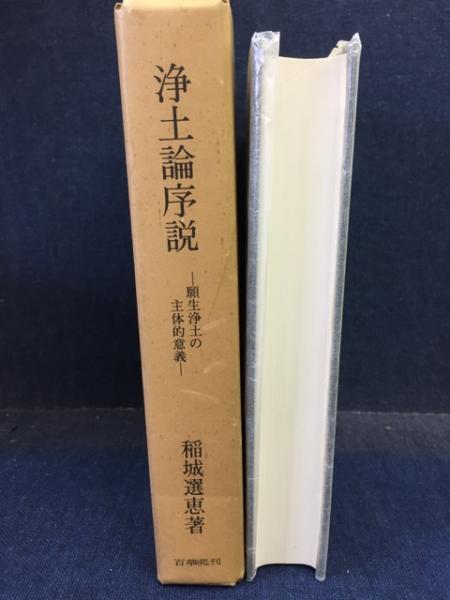 浄土論序説
―願生浄土の
主体的意義―
稲城選恵著
百華苑刊